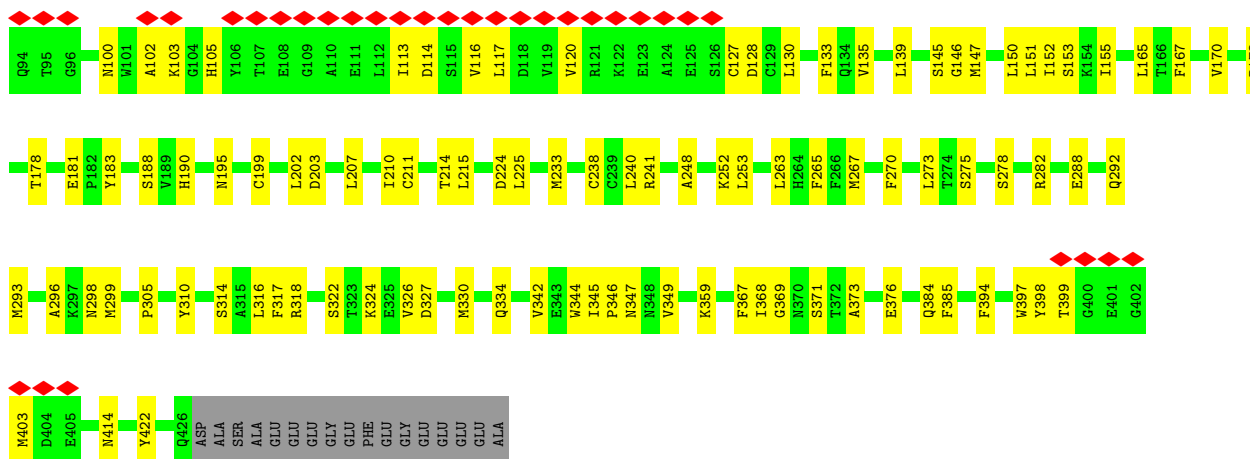 Q94 T95 G96 N100 W101 A102 K103 G104 H105 Y106 T107 E108 G109 A110 E111 L112 I113 D114 S115 V116 L117 D118 V119 V120 R121 K122 E123 A124 E125 S126 C127 D128 C129 L130 F133 Q134 V135 L139 S145 G146 M147 L150 L151 I152 S153 K154 I155 L165 T166 F167 V170
T178 E181 P182 Y183 S188 V189 H190 N195 C199 L202 D203 L207 I210 C211 T214 L215 D224 L225 M233 C238 C239 L240 R241 A248 K252 L253 L263 H264 F265 F266 M267 F270 L273 T274 S275 S278 R282 E288 Q292
M293 A296 K297 N298 M299 P305 Y310 S314 A315 L316 F317 R318 S322 T323 K324 E325 V326 D327 M330 Q334 V342 E343 W344 I345 P346 N347 N348 V349 K359 F367 I368 G369 N370 S371 T372 A373 E376 Q384 F385 F394 W397 Y398 T399 G400 E401 G402
M403 D404 E405 N414 Y422 Q426 ASP ALA SER ALA GLU GLU GLU GLY GLU PHE GLU GLY GLU GLU GLU GLU ALA